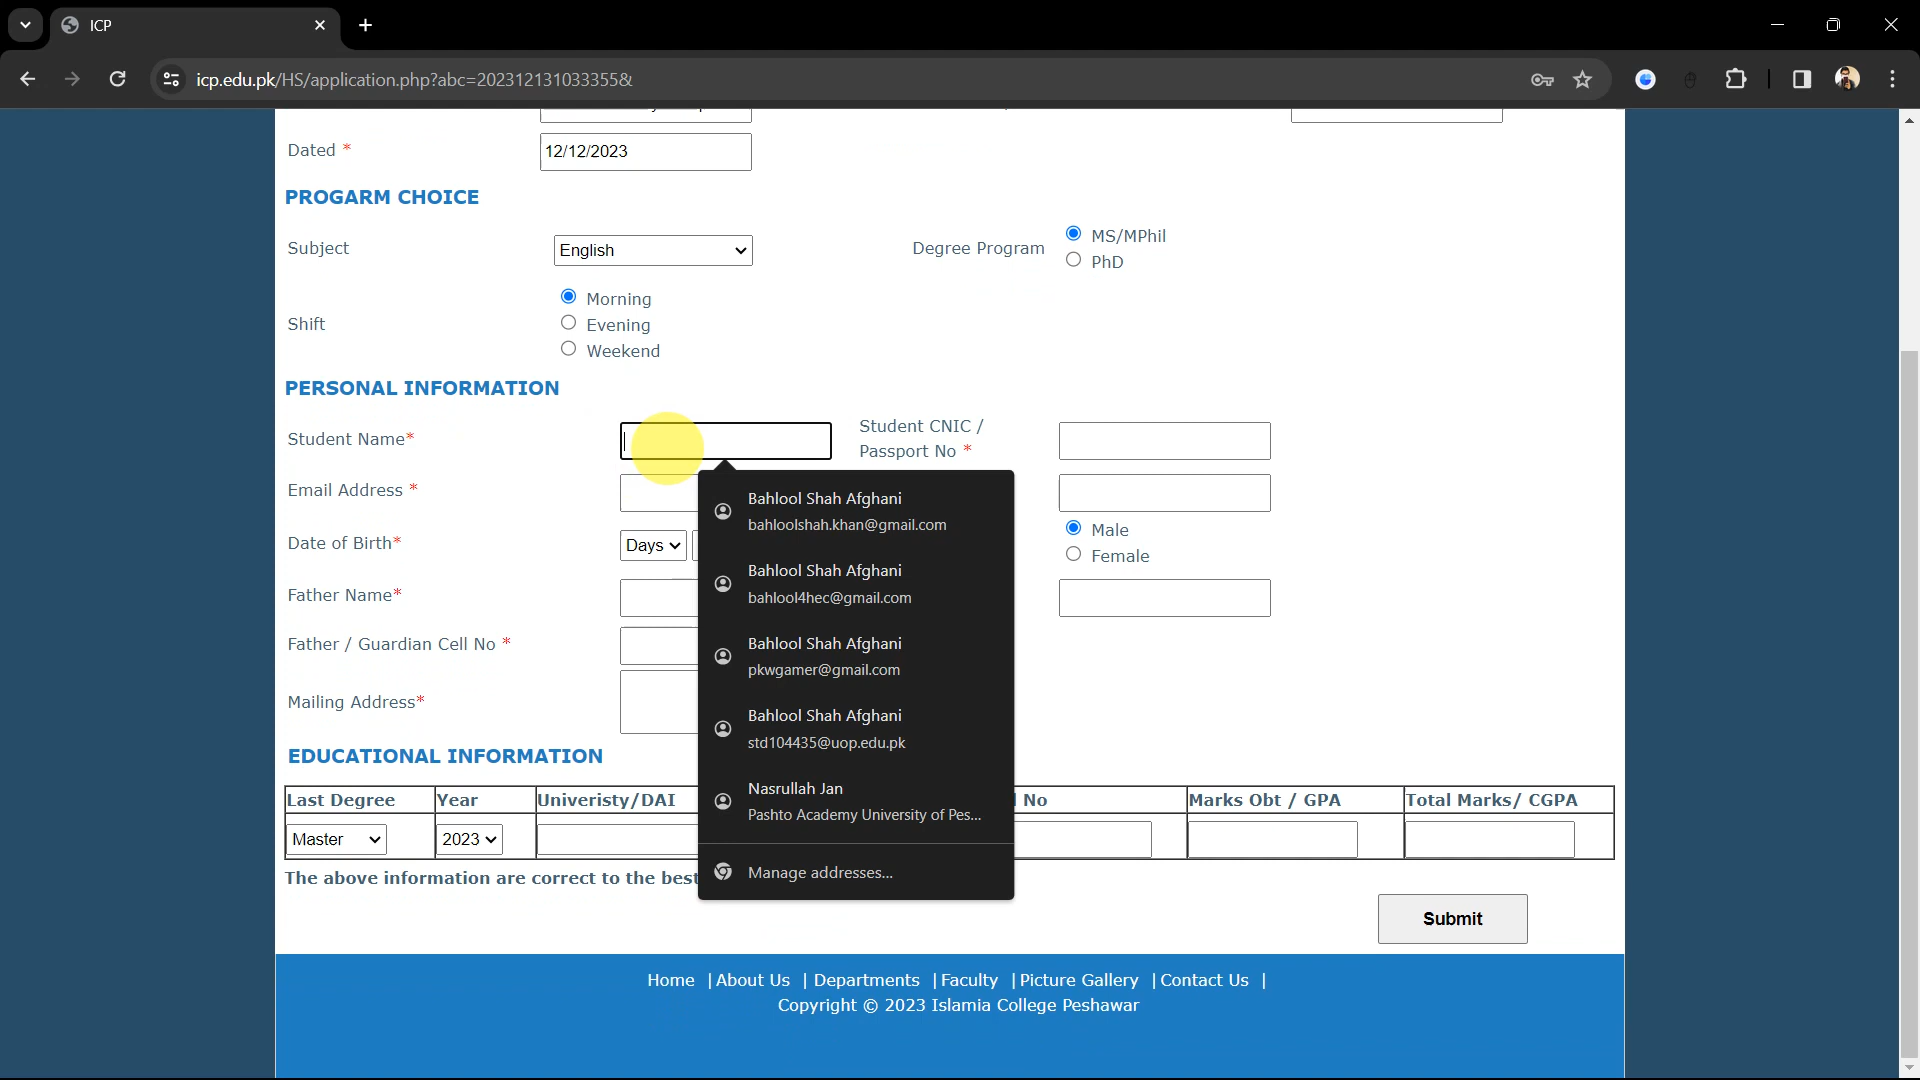 ICP
icp.edu.pk/HS/application.php?abc=2023121310333​55&
Dated *
12/12/2023
PROGARM CHOICE
Subject
English
Degree Program
MS/MPhil
PhD
Shift
Morning
Evening
Weekend
PERSONAL INFORMATION
Student Name*
Student CNIC /
Passport No *
Email Address *
Date of Birth*
Days
Male
Female
Father Name*
Father / Guardian Cell No *
Mailing Address*
Bahlool Shah Afghani
bahloolshah.khan@gmail.com
Bahlool Shah Afghani
bahlool4hec@gmail.com
Bahlool Shah Afghani
pkwgamer@gmail.com
Bahlool Shah Afghani
std104435@uop.edu.pk
Nasrullah Jan
Pashto Academy University of Pes...
Manage addresses...
EDUCATIONAL INFORMATION
Last Degree
Year
Univeristy/DAI
No
Marks Obt / GPA
Total Marks/ CGPA
Master
2023
The above information are correct to the best
Submit
Home | About Us | Departments | Faculty | Picture Gallery | Contact Us |
Copyright © 2023 Islamia College Peshawar